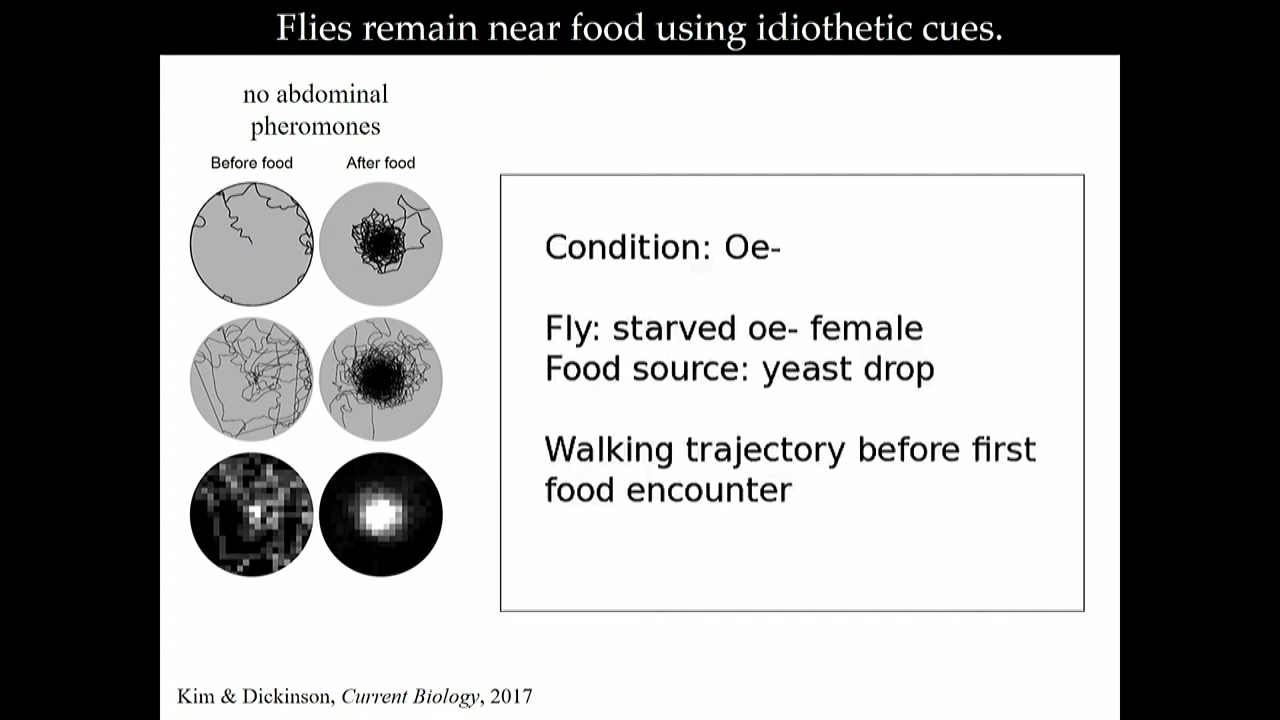 Flies remain near food using idiothetic cues.
no abdominal
pheromones
Before food
After food
Condition: Oe-
Fly: starved oe- female
Food source: yeast drop
Walking trajectory before first
food encounter
Kim & Dickinson, Current Biology, 2017